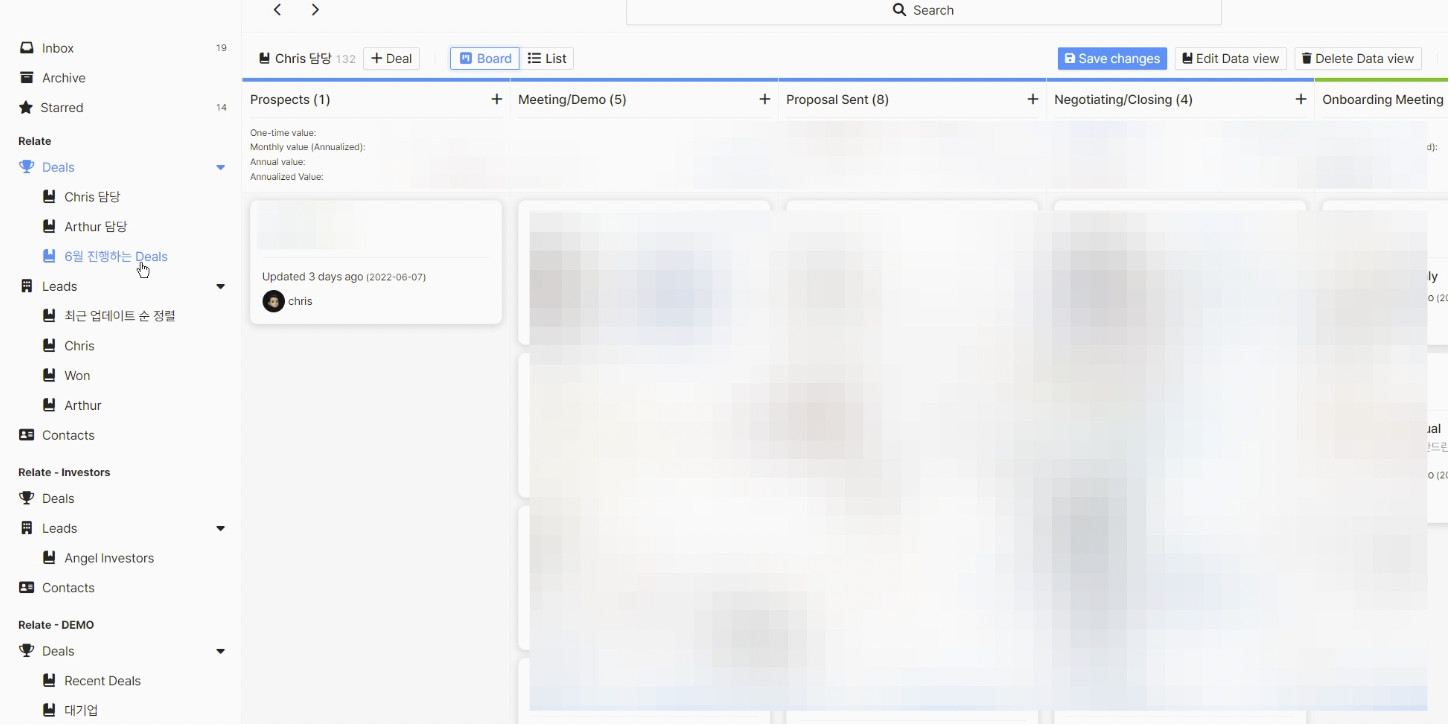 Search
Inbox 19
Archive
Starred 14
Relate
Deals
Chris 담당
Arthur 담당
6월 진행하는 Deals
Leads
최근 업데이트 순 정렬
Chris
Won
Arthur
Contacts
Relate - Investors
Deals
Leads
Angel Investors
Contacts
Relate - DEMO
Deals
Recent Deals
대기업
Chris 담당 132 + Deal Board List Save changes Edit Data view Delete Data view
Prospects (1) + Meeting/Demo (5) + Proposal Sent (8) + Negotiating/Closing (4) + Onboarding Meeting
One-time value:
Monthly value (Annualized): d):
Annual value:
Annualized Value:
Updated 3 days ago (2022-06-07)
chris
ly
o (20
ual
o (20